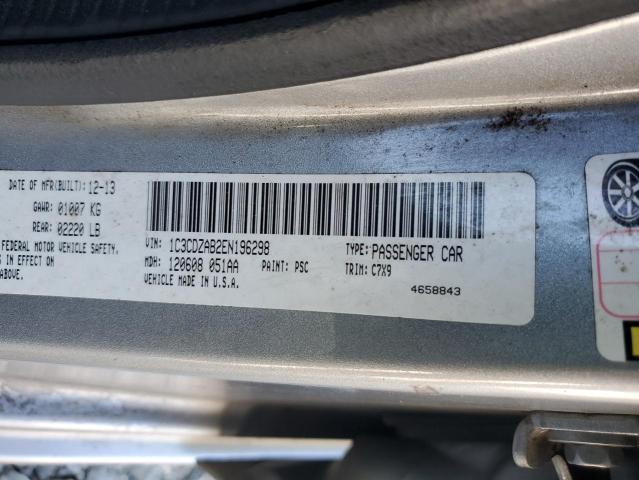 DATE OF MFR(BUILT): 12-13
GAWR: 01007 KG
REAR: 02220 LB
FEDERAL MOTOR VEHICLE SAFETY,
S IN EFFECT ON
ABOVE.
VIN: 1C3CDZAB2EN196298
TYPE: PASSENGER CAR
MDH: 120608 051AA
PAINT: PSC
TRIM: C7X9
VEHICLE MADE IN U.S.A.
4658843